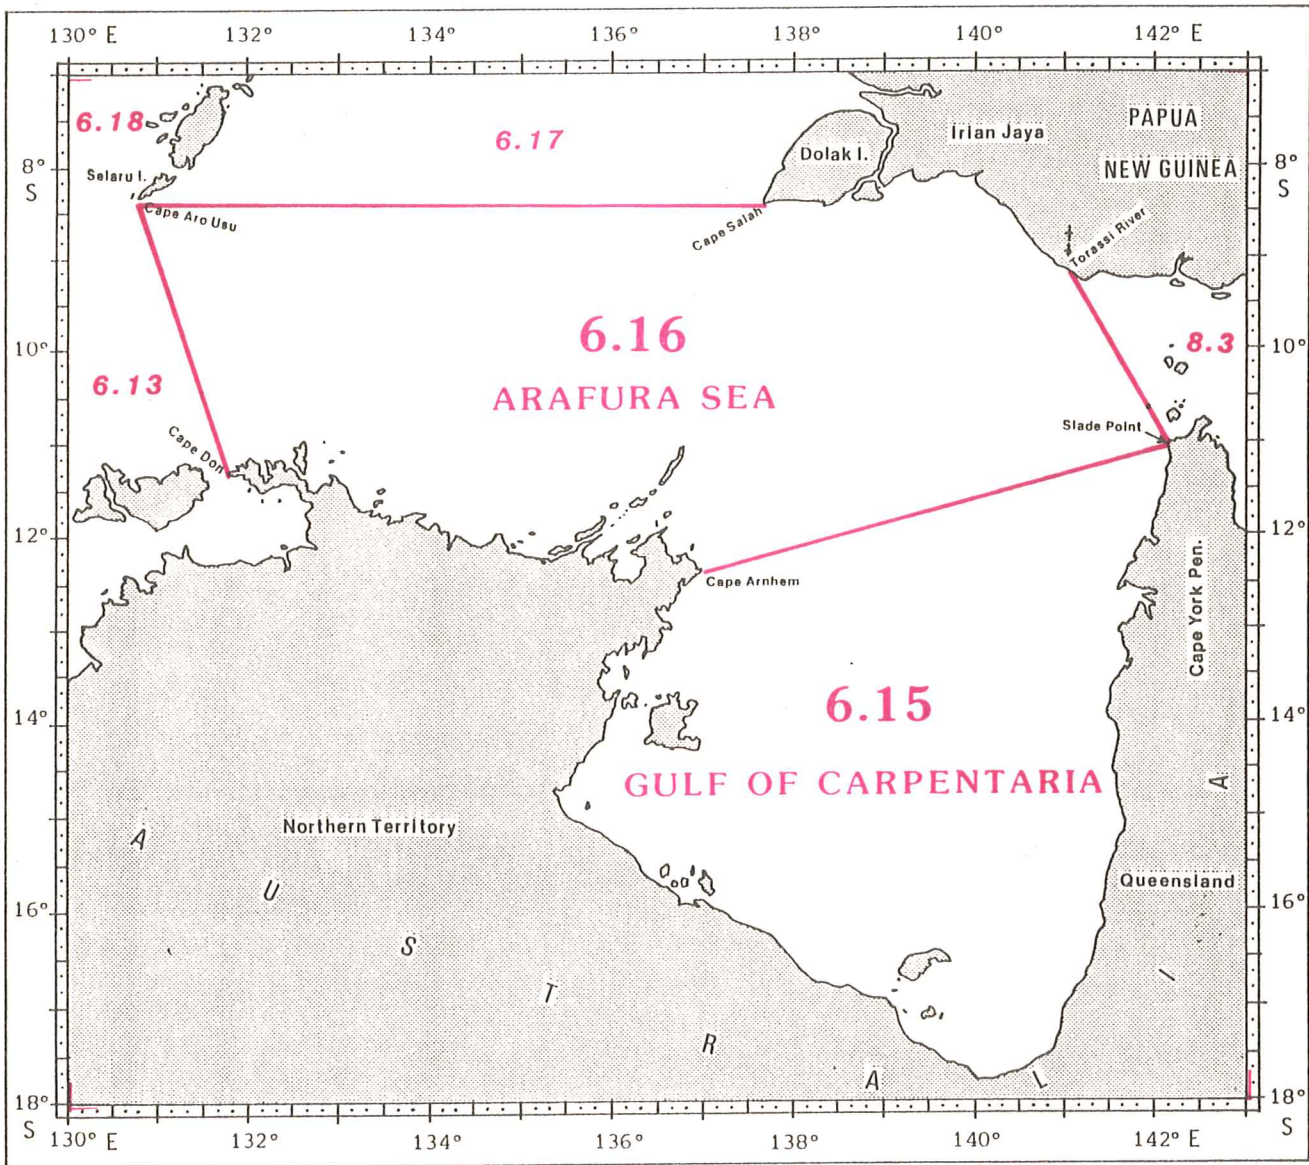 130° E 132° 134° 136° 138° 140° 142° E
6.18
6.17
Dolak I.
Irian Jaya
PAPUA
NEW GUINEA
8°
S
8°
S
Selaru I.
Cape Aro Usu
Cape Salah
Torassi River
6.16
ARAFURA SEA
10°
10°
6.13
8.3
Cape Don
Slade Point
12°
12°
Cape Arnhem
Cape York Pen.
14°
14°
6.15
GULF OF CARPENTARIA
Northern Territory
Queensland
16°
16°
A U S T R A L I A
18°
S
18°
S
130° E 132° 134° 136° 138° 140° 142° E